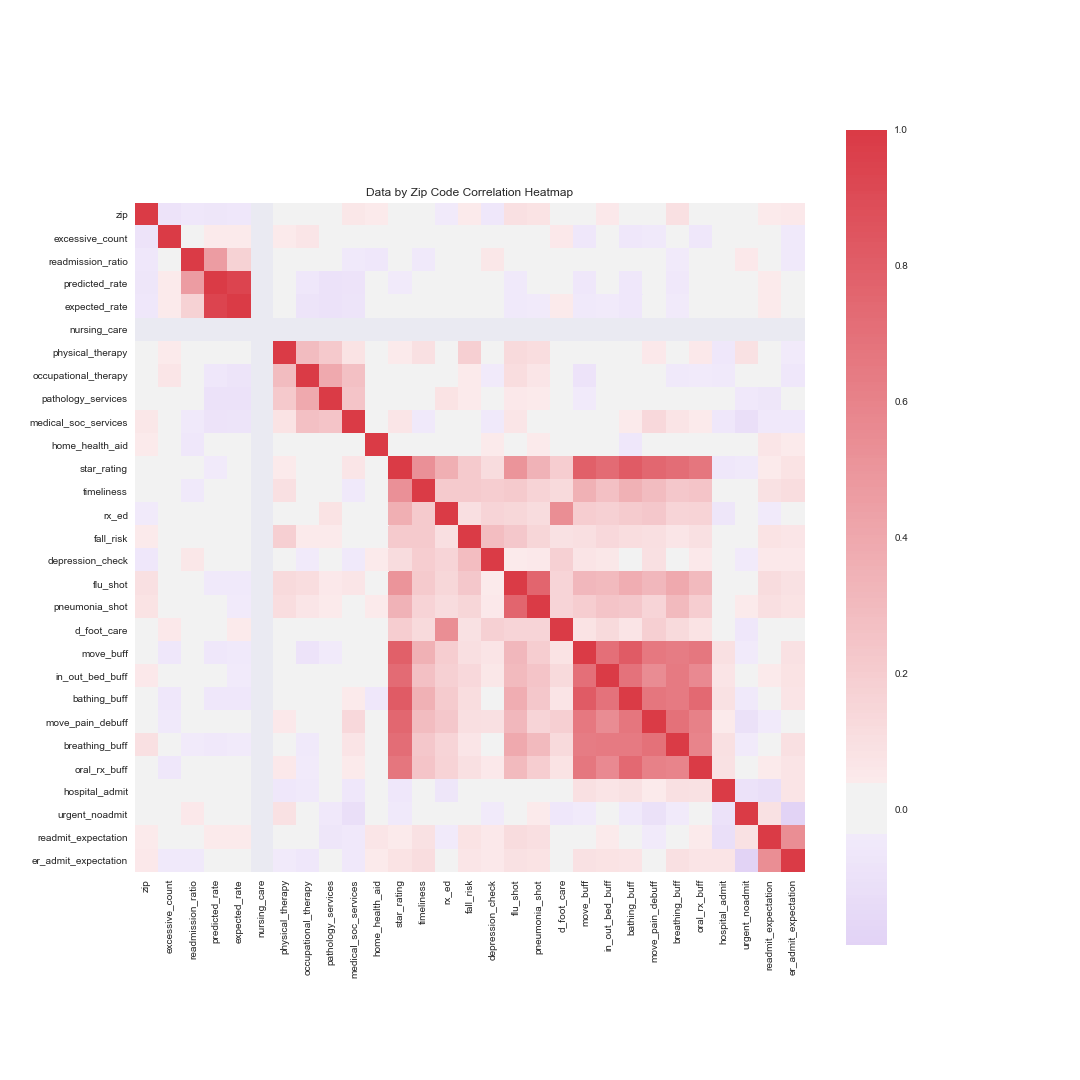 Data by Zip Code Correlation Heatmap
zip
excessive_count
readmission_ratio
predicted_rate
expected_rate
nursing_care
physical_therapy
occupational_therapy
pathology_services
medical_soc_services
home_health_aid
star_rating
timeliness
rx_ed
fall_risk
depression_check
flu_shot
pneumonia_shot
d_foot_care
move_buff
in_out_bed_buff
bathing_buff
move_pain_debuff
breathing_buff
oral_rx_buff
hospital_admit
urgent_noadmit
readmit_expectation
er_admit_expectation
zip
excessive_count
readmission_ratio
predicted_rate
expected_rate
nursing_care
physical_therapy
occupational_therapy
pathology_services
medical_soc_services
home_health_aid
star_rating
timeliness
rx_ed
fall_risk
depression_check
flu_shot
pneumonia_shot
d_foot_care
move_buff
in_out_bed_buff
bathing_buff
move_pain_debuff
breathing_buff
oral_rx_buff
hospital_admit
urgent_noadmit
readmit_expectation
er_admit_expectation
1.0
0.8
0.6
0.4
0.2
0.0